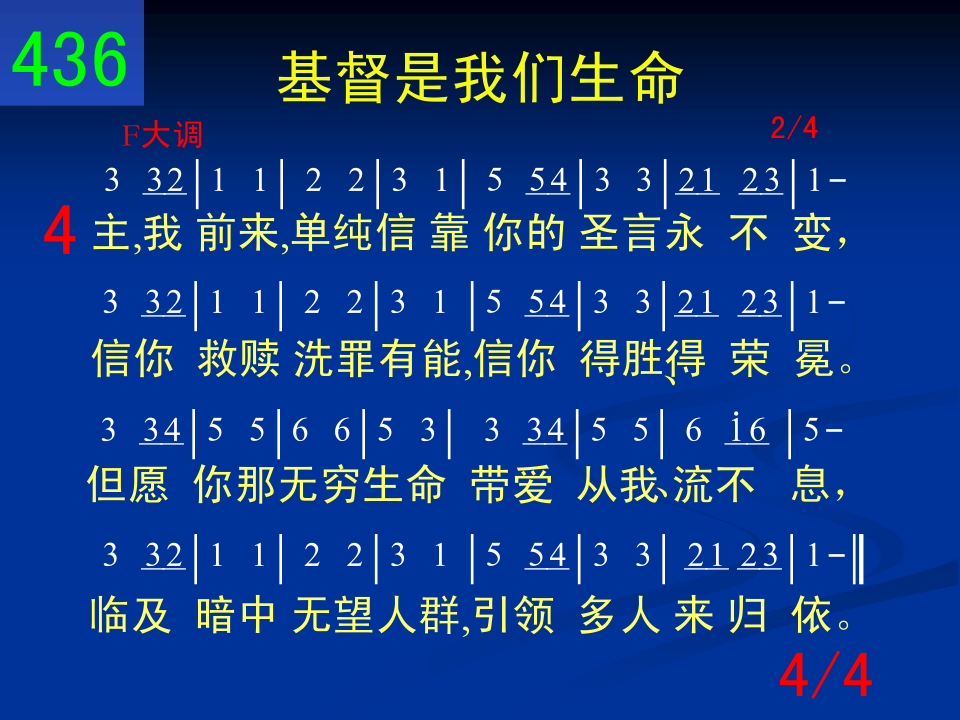 436
基督是我们生命
F大调 2/4
3 32|1 1|2 2|3 1|5 54|3 3|21 23|1-
4 主,我 前来,单纯信 靠 你的 圣言永 不 变，
3 32|1 1|2 2|3 1|5 54|3 3|21 23|1-
信你 救赎 洗罪有能,信你 得胜、得 荣 冕。
3 34|5 5|6 6|5 3|3 34|5 5|6 i6|5-
但愿 你那无穷生命 带爱 从我、流不 息，
3 32|1 1|2 2|3 1|5 54|3 3|21 23|1-‖
临及 暗中 无望人群,引领 多人 来 归 依。
4/4